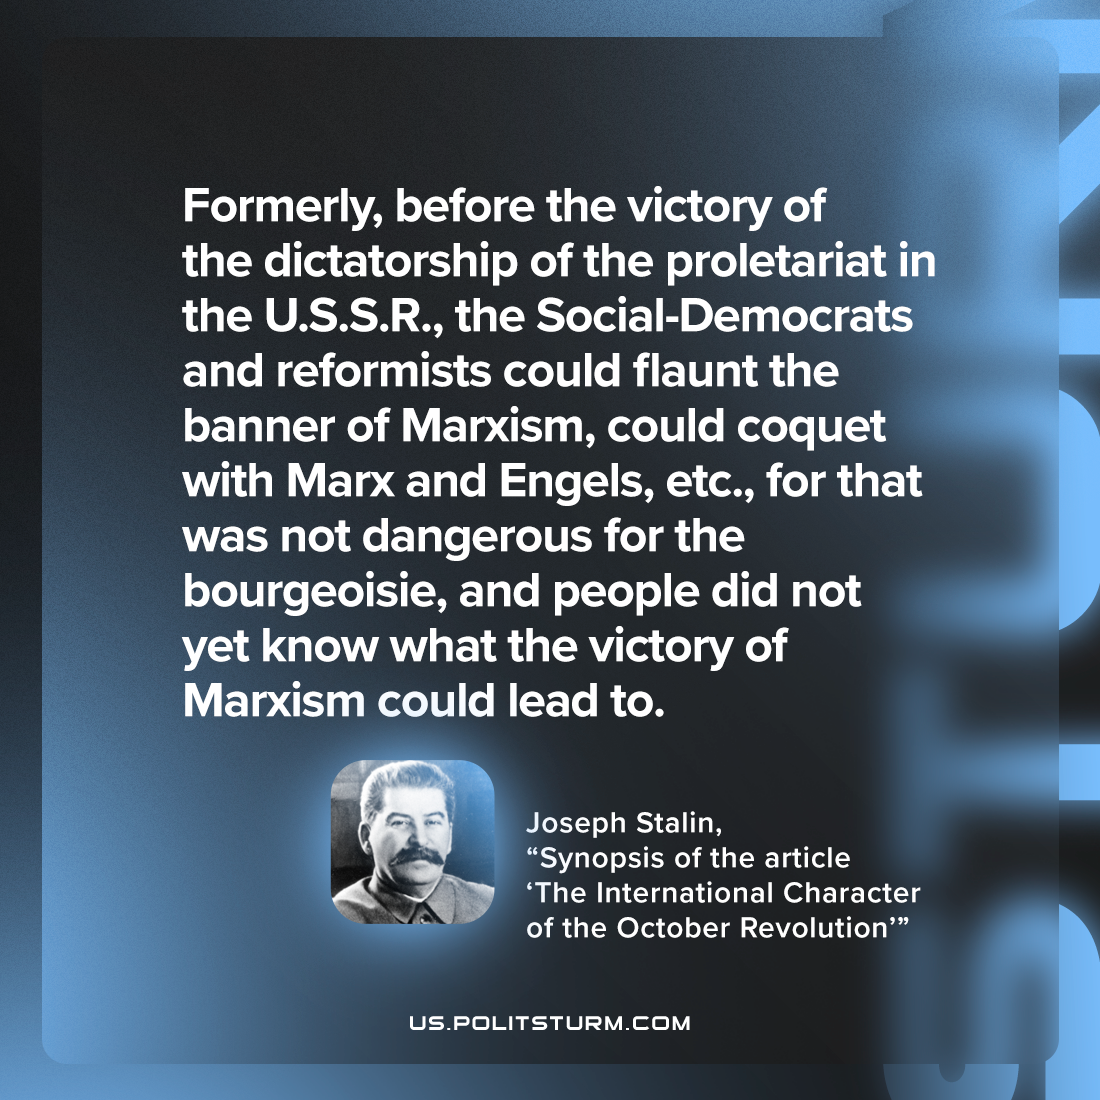 Formerly, before the victory of
the dictatorship of the proletariat in
the U.S.S.R., the Social-Democrats
and reformists could flaunt the
banner of Marxism, could coquet
with Marx and Engels, etc., for that
was not dangerous for the
bourgeoisie, and people did not
yet know what the victory of
Marxism could lead to.
Joseph Stalin,
“Synopsis of the article
‘The International Character
of the October Revolution’”
US.POLITSTURM.COM